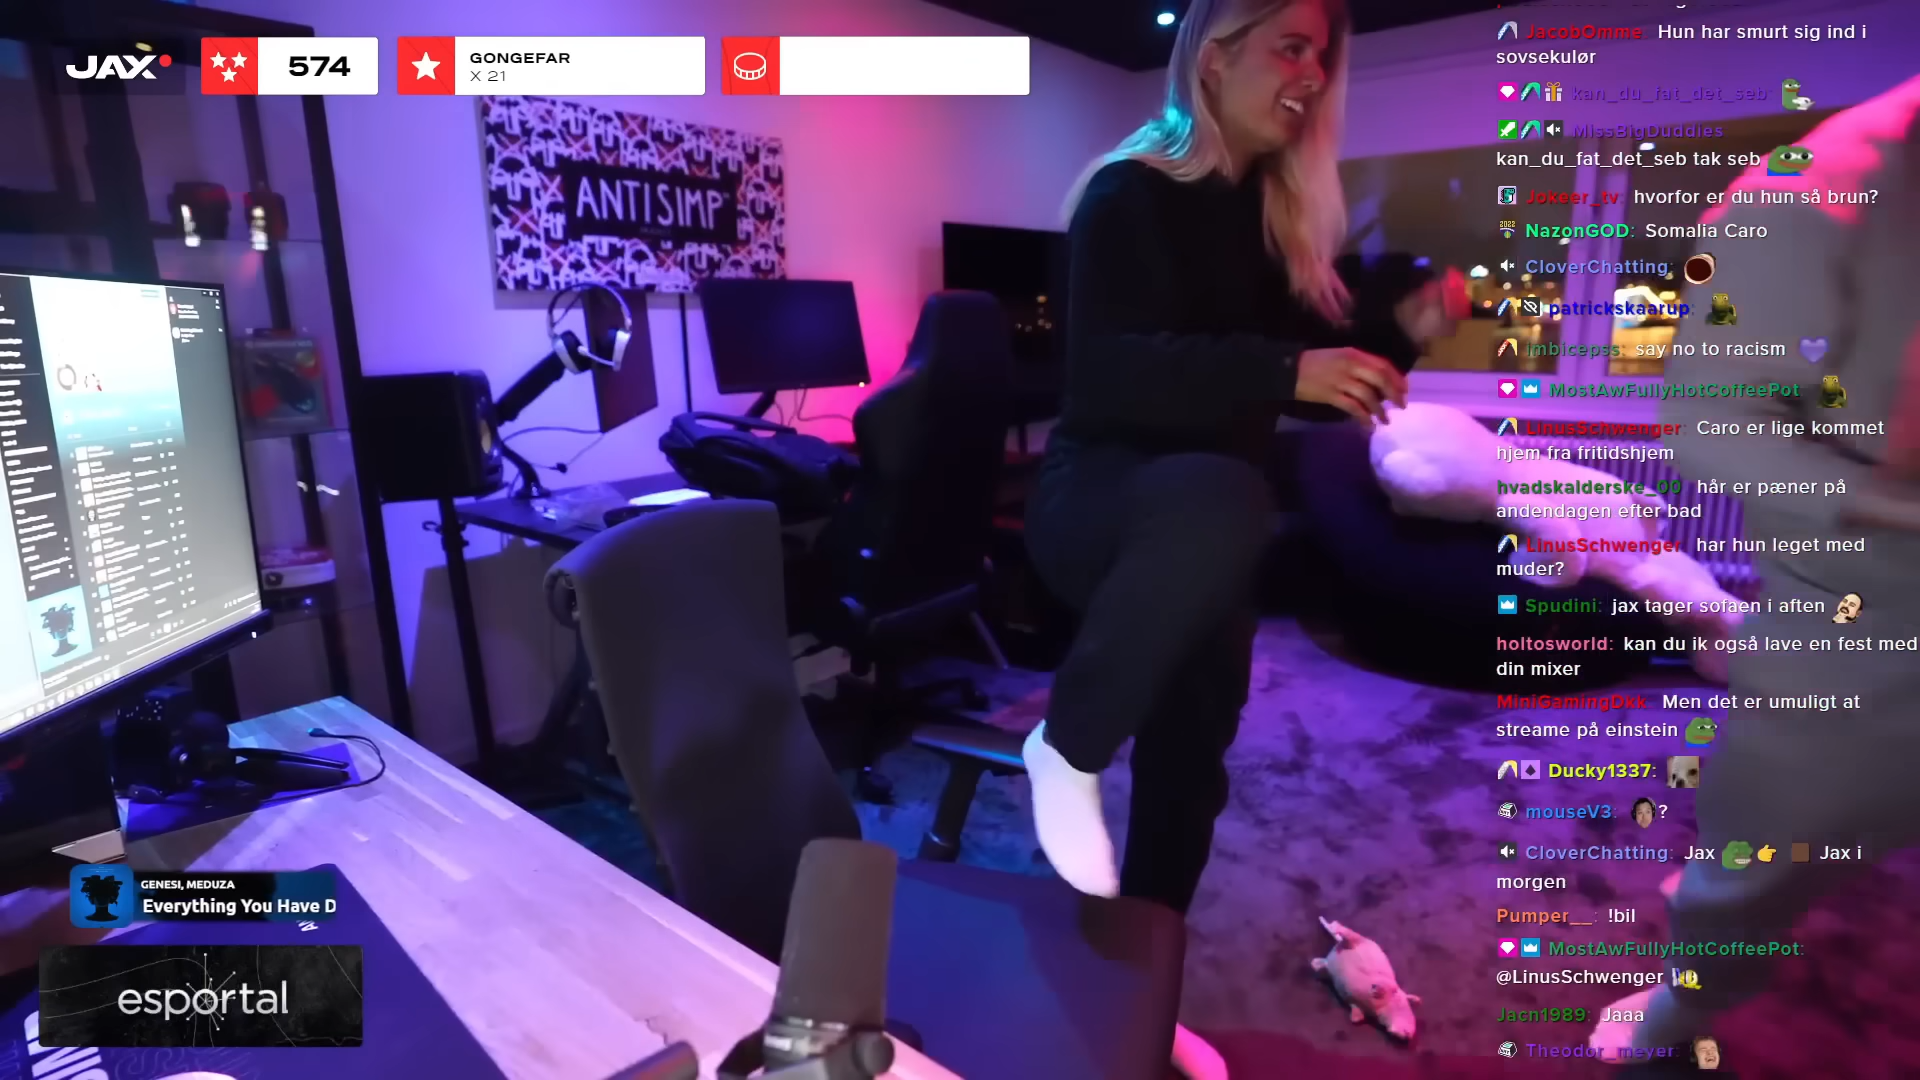 JAX
574
GONGEFAR
X 21
ANTISIMP
JacobOmme: Hun har smurt sig ind i
sovsekulør
kan_du_fat_det_seb:
MissBigDuddies
kan_du_fat_det_seb tak seb
Jokeer_tv: hvorfor er du hun så brun?
NazonGOD: Somalia Caro
CloverChatting:
patrickskaarup:
imbicepss: say no to racism
MostAwFullyHotCoffeePot:
LinusSchwenger: Caro er lige kommet
hjem fra fritidshjem
hvadskalderske_00 hår er pæner på
andendagen efter bad
LinusSchwenger har hun leget med
muder?
Spudini: jax tager sofaen i aften
holtosworld: kan du ik også lave en fest med
din mixer
MiniGamingDkk Men det er umuligt at
streame på einstein
Ducky1337:
mouseV3: ?
CloverChatting: Jax Jax i
morgen
Pumper__: !bil
MostAwFullyHotCoffeePot:
@LinusSchwenger
Jacn1989: Jaaa
Theodor_meyer:
GENESI, MEDUZA
Everything You Have D
esportal